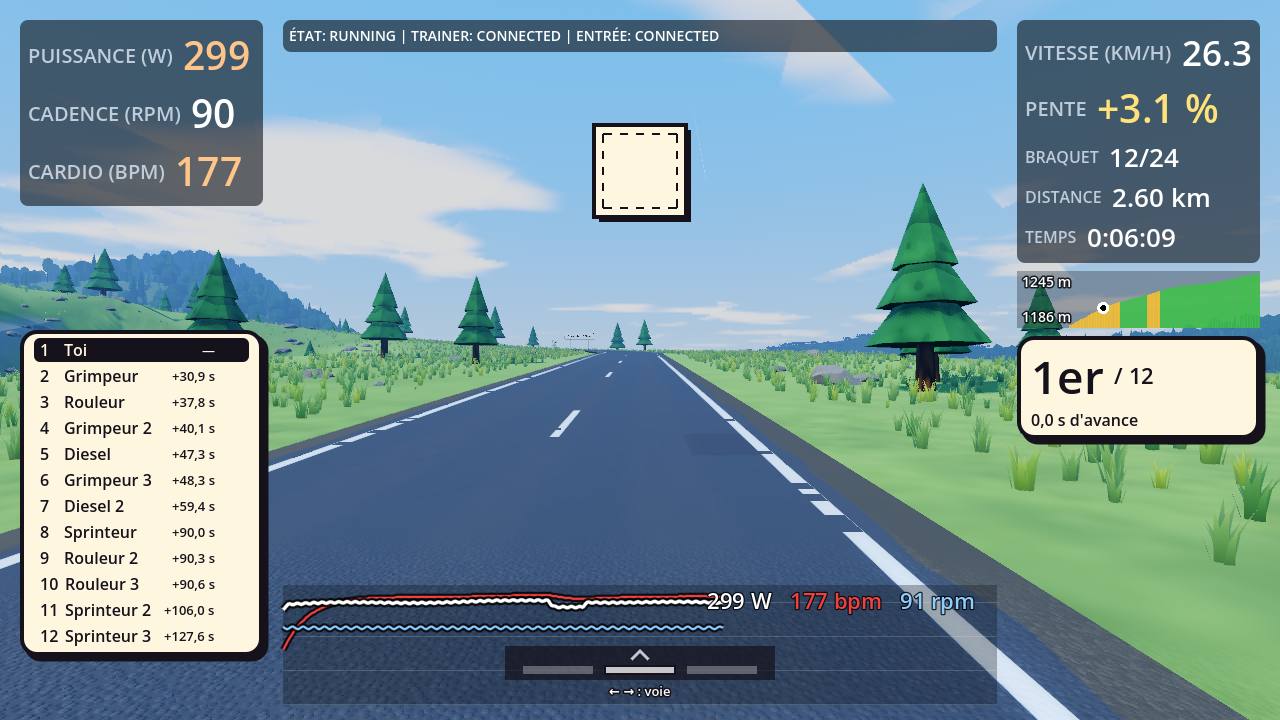 PUISSANCE (W) 299
CADENCE (RPM) 90
CARDIO (BPM) 177
ÉTAT: RUNNING | TRAINER: CONNECTED | ENTRÉE: CONNECTED
VITESSE (KM/H) 26.3
PENTE +3.1 %
BRAQUET 12/24
DISTANCE 2.60 km
TEMPS 0:06:09
1245 m
1186 m
1er / 12
0,0 s d'avance
1 Toi —
2 Grimpeur +30,9 s
3 Rouleur +37,8 s
4 Grimpeur 2 +40,1 s
5 Diesel +47,3 s
6 Grimpeur 3 +48,3 s
7 Diesel 2 +59,4 s
8 Sprinteur +90,0 s
9 Rouleur 2 +90,3 s
10 Rouleur 3 +90,6 s
11 Sprinteur 2 +106,0 s
12 Sprinteur 3 +127,6 s
299 W 177 bpm 91 rpm
← → : voie